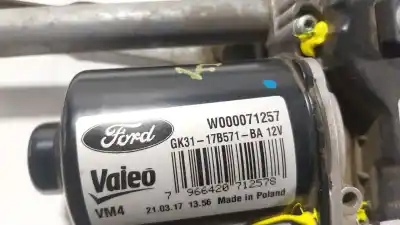 Ford
W000071257
GK31-17B571-BA 12V
Valeo
7 966420 712578
VM4 21.03.17 13.56 Made in Poland